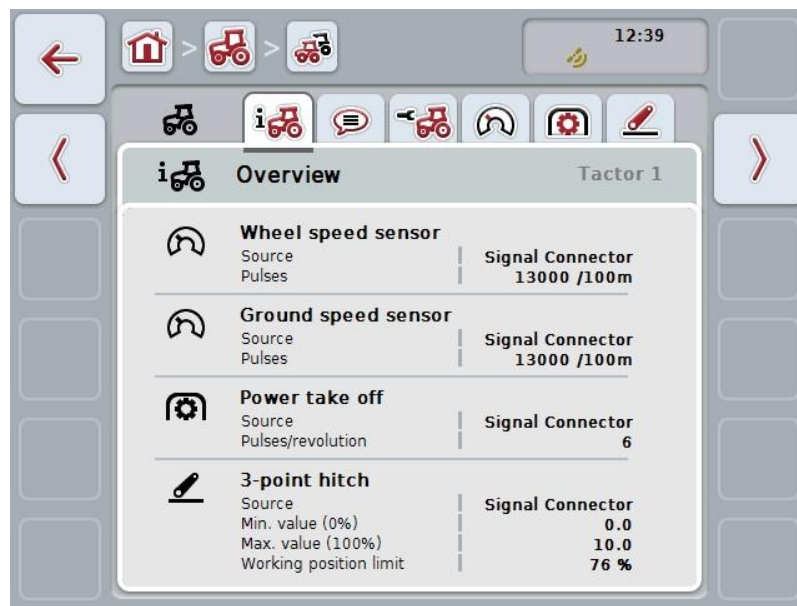 12:39
Overview Tactor 1
Wheel speed sensor
Source Signal Connector
Pulses 13000 /100m
Ground speed sensor
Source Signal Connector
Pulses 13000 /100m
Power take off
Source Signal Connector
Pulses/revolution 6
3-point hitch
Source Signal Connector
Min. value (0%) 0.0
Max. value (100%) 10.0
Working position limit 76 %